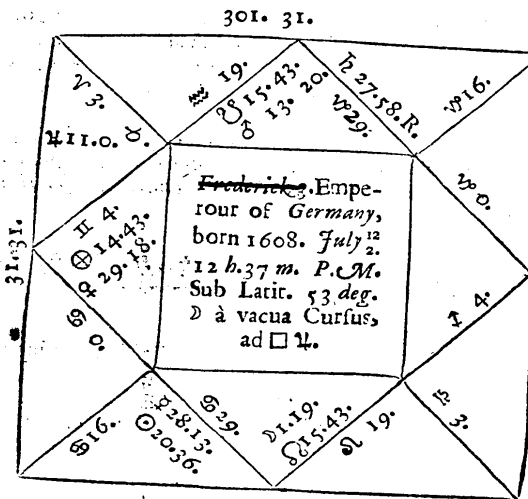 301. 31.
♈ 3.
♃ 11.0. ♉.
♒ 19.
☋ 15.43.
♂ 13. 20.
♑ 29:
♄ 27.58. R.
♑ 16.
♑ 0.
31.31.
♊ 4.
⊕ 14.43.
♀ 29.18.
♋ 0.
Frederick 3. Empe-
rour of Germany,
born 1608. July 12/2.
12 h. 37 m. P. M.
Sub Latit. 53 deg.
☽ à vacua Cursus,
ad □ ♃.
♐ 4.
♎ 3.
♋ 16.
☿ 28.13.
☉ 20.36.
♋ 29.
☽ 1.19.
☊ 15.43.
♌ 19.